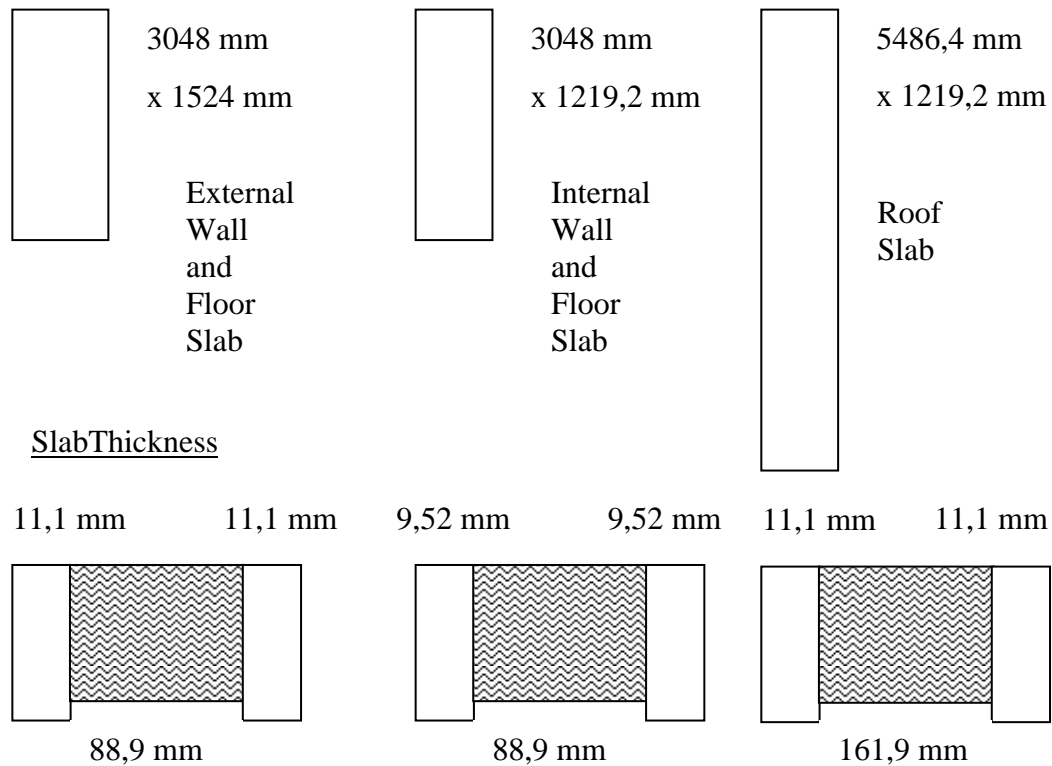 3048 mm
x 1524 mm
External
Wall
and
Floor
Slab
3048 mm
x 1219,2 mm
Internal
Wall
and
Floor
Slab
5486,4 mm
x 1219,2 mm
Roof
Slab
SlabThickness
11,1 mm 11,1 mm
9,52 mm 9,52 mm
11,1 mm 11,1 mm
88,9 mm
88,9 mm
161,9 mm